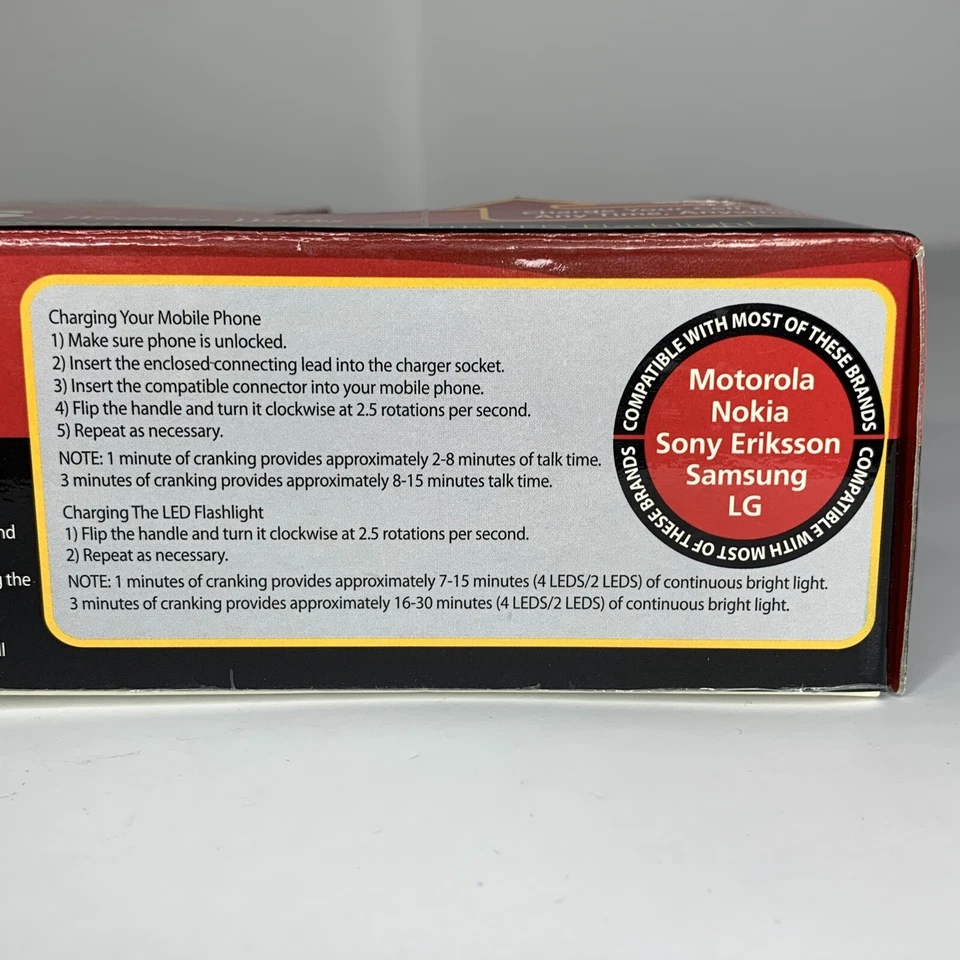 Charging Your Mobile Phone
1) Make sure phone is unlocked.
2) Insert the enclosed connecting lead into the charger socket.
3) Insert the compatible connector into your mobile phone.
4) Flip the handle and turn it clockwise at 2.5 rotations per second.
5) Repeat as necessary.
NOTE: 1 minute of cranking provides approximately 2-8 minutes of talk time.
3 minutes of cranking provides approximately 8-15 minutes talk time.
Charging The LED Flashlight
1) Flip the handle and turn it clockwise at 2.5 rotations per second.
2) Repeat as necessary.
NOTE: 1 minutes of cranking provides approximately 7-15 minutes (4 LEDS/2 LEDS) of continuous bright light.
3 minutes of cranking provides approximately 16-30 minutes (4 LEDS/2 LEDS) of continuous bright light.
COMPATIBLE WITH MOST OF THESE BRANDS
Motorola
Nokia
Sony Eriksson
Samsung
LG
COMPATIBLE WITH MOST OF THESE BRANDS
the